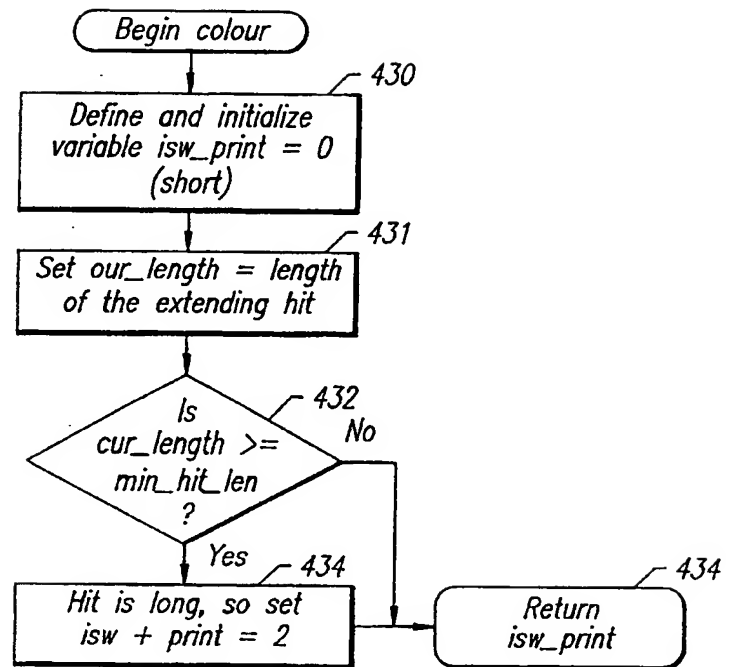 Begin colour
430
Define and initialize
variable isw_print = 0
(short)
431
Set our_length = length
of the extending hit
432
Is
cur_length >=
min_hit_len
?
No
Yes
434
Hit is long, so set
isw + print = 2
434
Return
isw_print